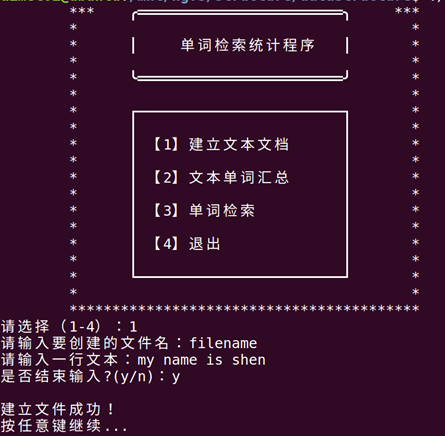 单词检索统计程序
【1】建立文本文档
【2】文本单词汇总
【3】单词检索
【4】退出
请选择（1-4）：1
请输入要创建的文件名：filename
请输入一行文本：my name is shen
是否结束输入?(y/n)：y
建立文件成功！
按任意键继续...